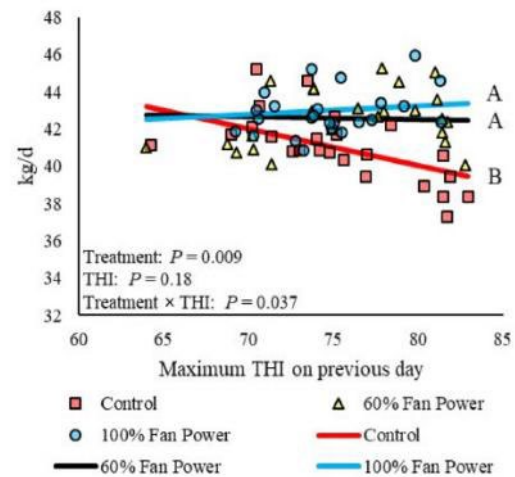 48
46
44
42
40
38
36
34
32
kg/d
A
A
B
Treatment: P = 0.009
THI: P = 0.18
Treatment × THI: P = 0.037
60 65 70 75 80 85
Maximum THI on previous day
Control 60% Fan Power
100% Fan Power Control
60% Fan Power 100% Fan Power